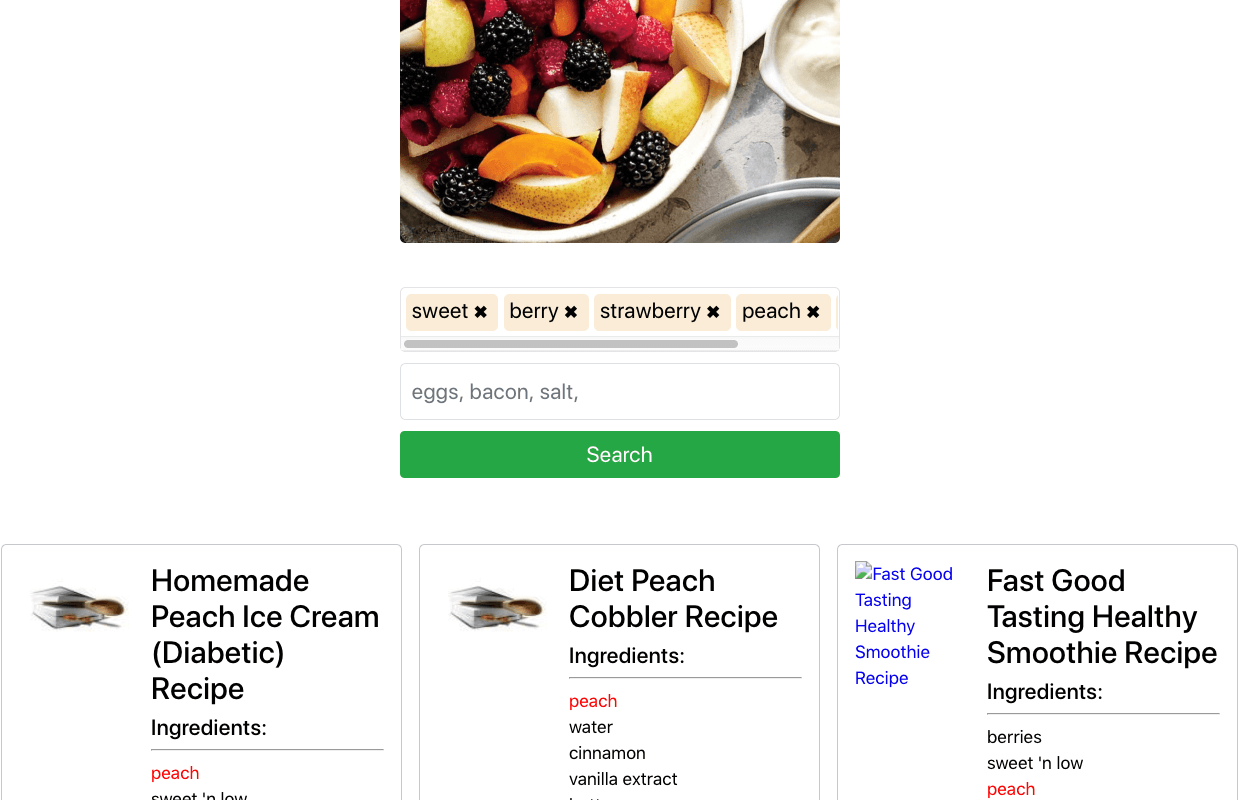 sweet ✖ berry ✖ strawberry ✖ peach ✖
eggs, bacon, salt,
Search
Homemade
Peach Ice Cream
(Diabetic)
Recipe
Ingredients:
peach
sweet 'n low
Diet Peach
Cobbler Recipe
Ingredients:
peach
water
cinnamon
vanilla extract
Fast Good
Tasting
Healthy
Smoothie
Recipe
Fast Good
Tasting Healthy
Smoothie Recipe
Ingredients:
berries
sweet 'n low
peach